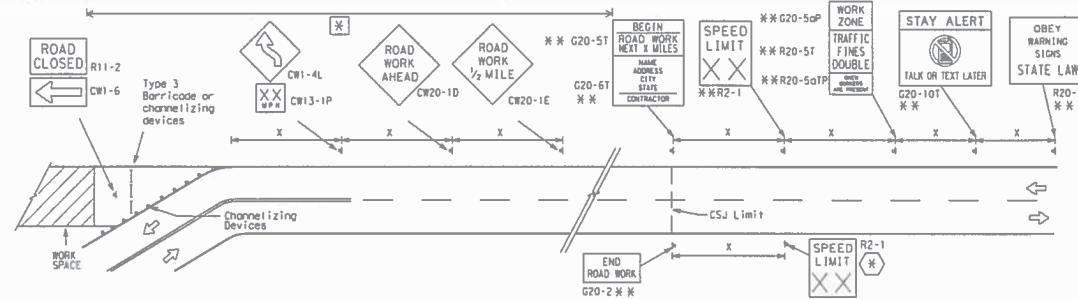 ROAD
CLOSED
R11-2
CW1-6
Type 3
Barricade or
channelizing
devices
*
CW1-4L
XX
MPH
CW13-1P
ROAD
WORK
AHEAD
CW20-1D
ROAD
WORK
1/2 MILE
CW20-1E
BEGIN
ROAD WORK
NEXT X MILES
* * G20-5T
NAME
ADDRESS
CITY
STATE
CONTRACTOR
G20-6T
* *
SPEED
LIMIT
XX
* * R2-1
WORK
ZONE
* * G20-5aP
TRAFFIC
FINES
DOUBLE
* * R20-5T
WHEN
WORKERS
ARE PRESENT
* * R20-5aTP
STAY ALERT
TALK OR TEXT LATER
G20-10T
* *
OBEY
WARNING
SIGNS
STATE LAW
R20-
* *
X
X
X
X
X
X
X
Channelizing
Devices
WORK
SPACE
CSJ Limit
END
ROAD WORK
G20-2 * *
X
SPEED
LIMIT
XX
R2-1
*